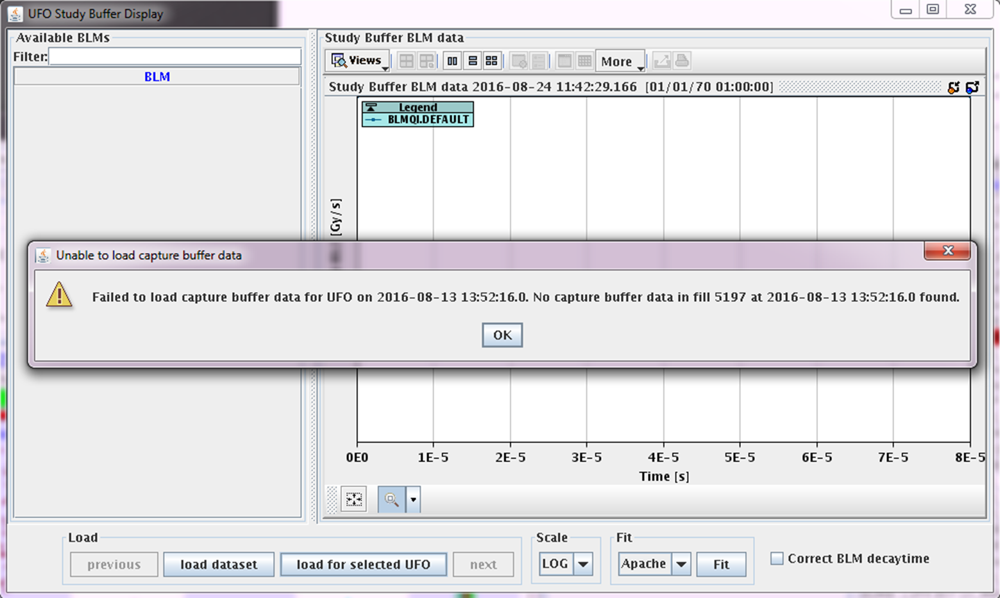 UFO Study Buffer Display
Available BLMs
Filter:
BLM
Study Buffer BLM data
Views
More
Study Buffer BLM data 2016-08-24 11:42:29.166 [01/01/70 01:00:00]
Legend
BLMQI.DEFAULT
[Gy/s]
Unable to load capture buffer data
Failed to load capture buffer data for UFO on 2016-08-13 13:52:16.0. No capture buffer data in fill 5197 at 2016-08-13 13:52:16.0 found.
OK
0E0 1E-5 2E-5 3E-5 4E-5 5E-5 6E-5 7E-5 8E-5
Time [s]
Load
previous load dataset load for selected UFO next
Scale
LOG
Fit
Apache Fit
Correct BLM decaytime